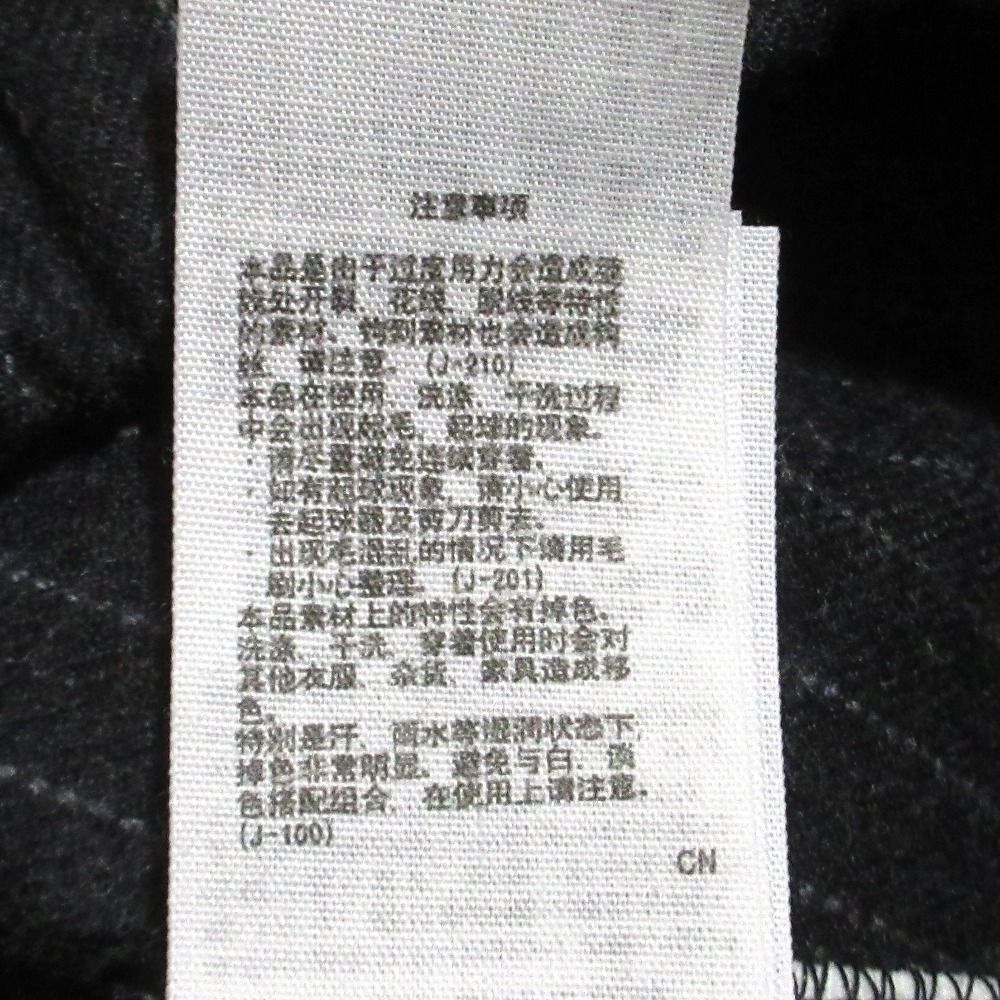 注意事项
本品是由于过度用力会造成缝
线处开裂、花线、脱线等特性
的素材。钩到素材也会造成钩
丝，请注意。(J-210)
本品在使用、洗涤、干洗过程
中会出现起毛、起球的现象。
・请尽量避免连续穿着。
・如有起球现象，请小心使用
去起球器及剪刀剪去。
・出现毛混乱的情况下请用毛
刷小心整理。(J-201)
本品素材上的特性会有掉色。
洗涤、干洗、穿着使用时会对
其他衣服、杂货、家具造成移
色。
特别是汗、雨水等湿润状态下，
掉色非常明显。避免与白、淡
色搭配组合，在使用上请注意。
(J-100)
CN